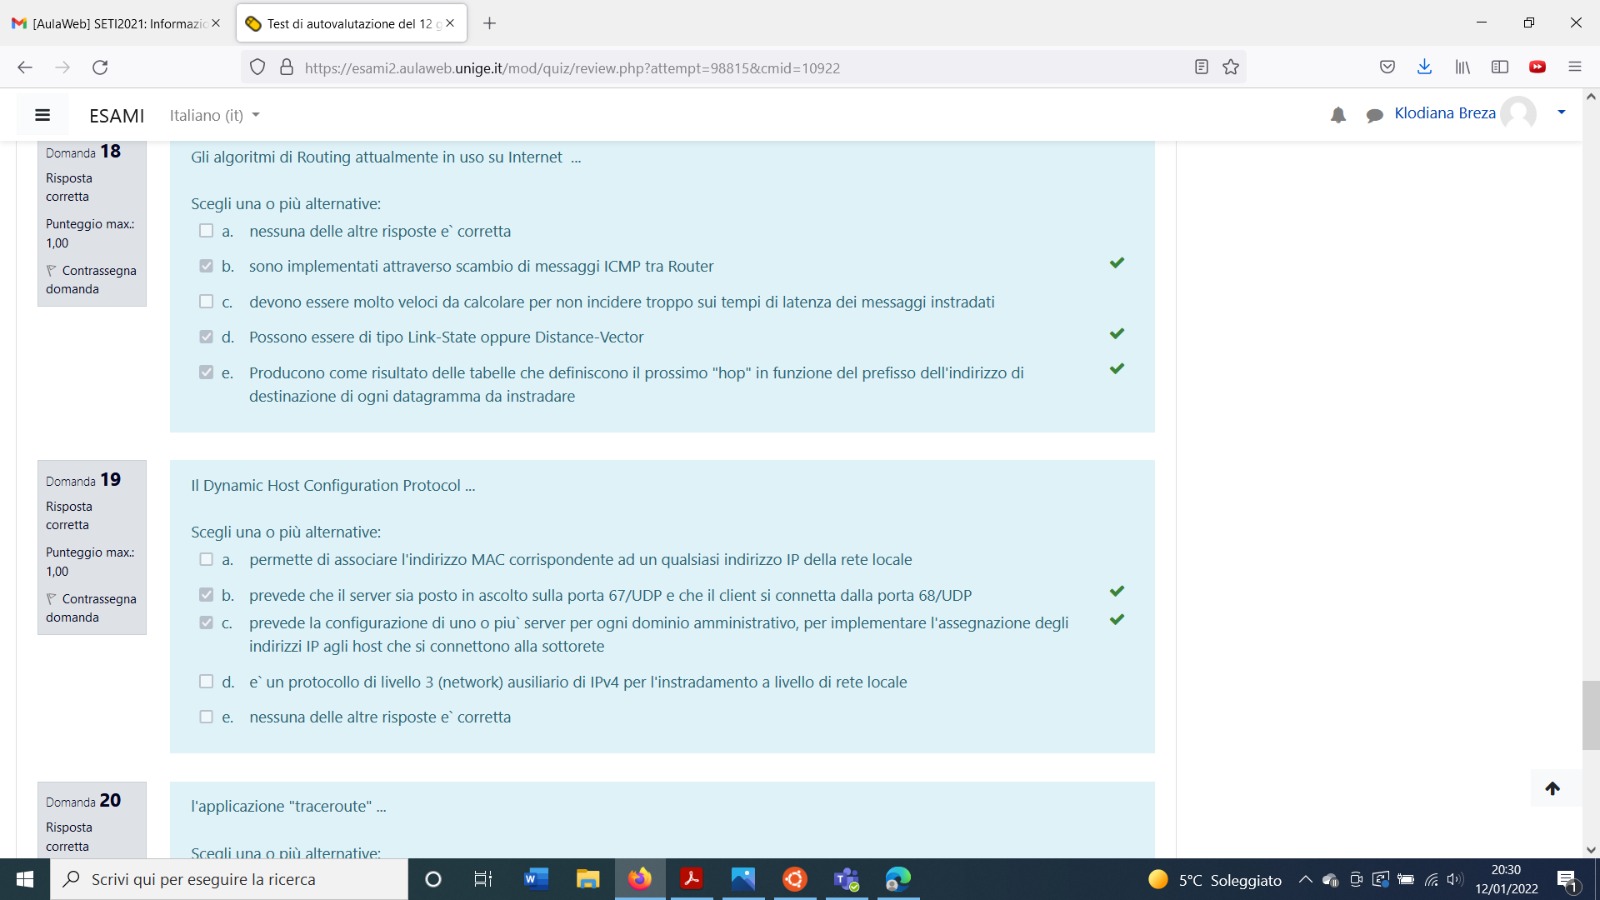 [AulaWeb] SETI2021: Informazio
Test di autovalutazione del 12 g
https://esami2.aulaweb.unige.it/mod/quiz/review.php?attempt=98815&cmid=10922
ESAMI
Italiano (it)
Klodiana Breza
Domanda 18
Risposta
corretta
Punteggio max.:
1,00
Contrassegna
domanda
Gli algoritmi di Routing attualmente in uso su Internet ...
Scegli una o più alternative:
a. nessuna delle altre risposte e` corretta
b. sono implementati attraverso scambio di messaggi ICMP tra Router
c. devono essere molto veloci da calcolare per non incidere troppo sui tempi di latenza dei messaggi instradati
d. Possono essere di tipo Link-State oppure Distance-Vector
e. Producono come risultato delle tabelle che definiscono il prossimo "hop" in funzione del prefisso dell'indirizzo di
destinazione di ogni datagramma da instradare
Domanda 19
Risposta
corretta
Punteggio max.:
1,00
Contrassegna
domanda
Il Dynamic Host Configuration Protocol ...
Scegli una o più alternative:
a. permette di associare l'indirizzo MAC corrispondente ad un qualsiasi indirizzo IP della rete locale
b. prevede che il server sia posto in ascolto sulla porta 67/UDP e che il client si connetta dalla porta 68/UDP
c. prevede la configurazione di uno o piu` server per ogni dominio amministrativo, per implementare l'assegnazione degli
indirizzi IP agli host che si connettono alla sottorete
d. e` un protocollo di livello 3 (network) ausiliario di IPv4 per l'instradamento a livello di rete locale
e. nessuna delle altre risposte e` corretta
Domanda 20
Risposta
corretta
l'applicazione "traceroute" ...
Scegli una o più alternative:
Scrivi qui per eseguire la ricerca
5°C Soleggiato
20:30
12/01/2022
1